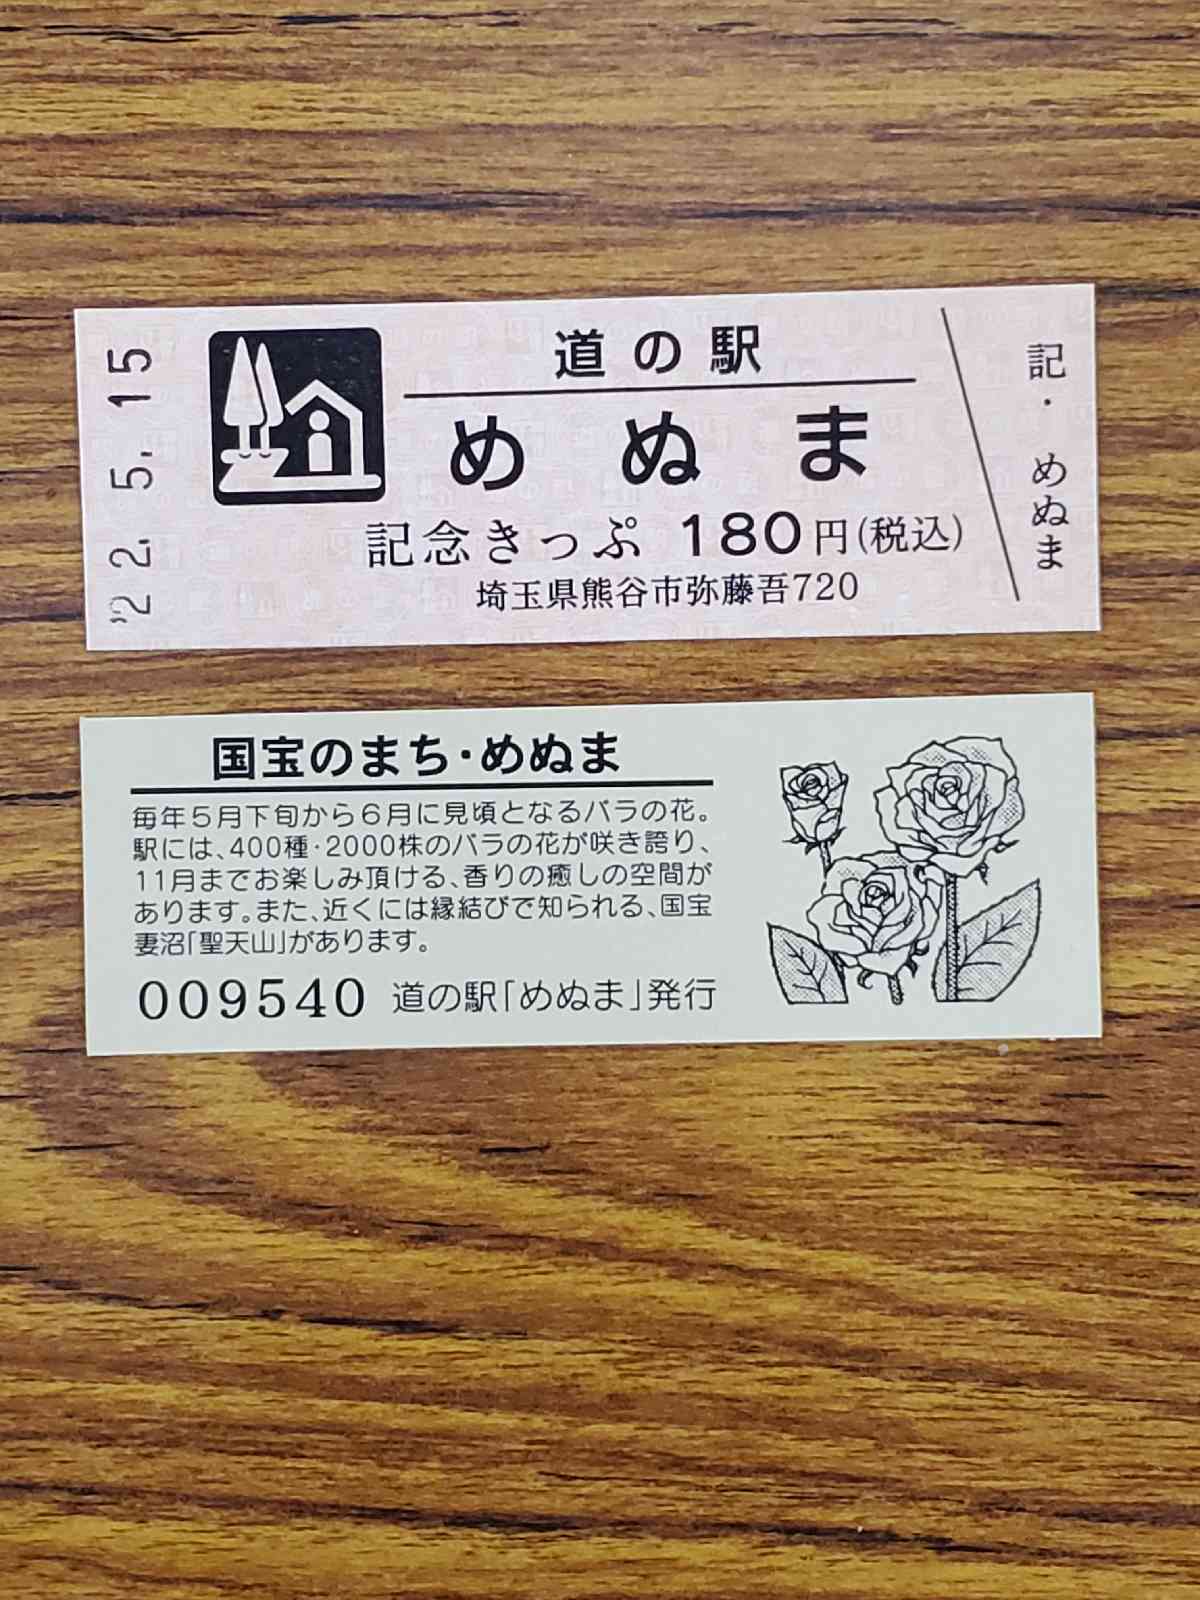 22.5.15
道の駅
めぬま
記念きっぷ 180円(税込)
埼玉県熊谷市弥藤吾720
記・めぬま
国宝のまち・めぬま
毎年5月下旬から6月に見頃となるバラの花。
駅には、400種・2000株のバラの花が咲き誇り、
11月までお楽しみ頂ける、香りの癒しの空間が
あります。また、近くには縁結びで知られる、国宝
妻沼「聖天山」があります。
009540 道の駅「めぬま」発行